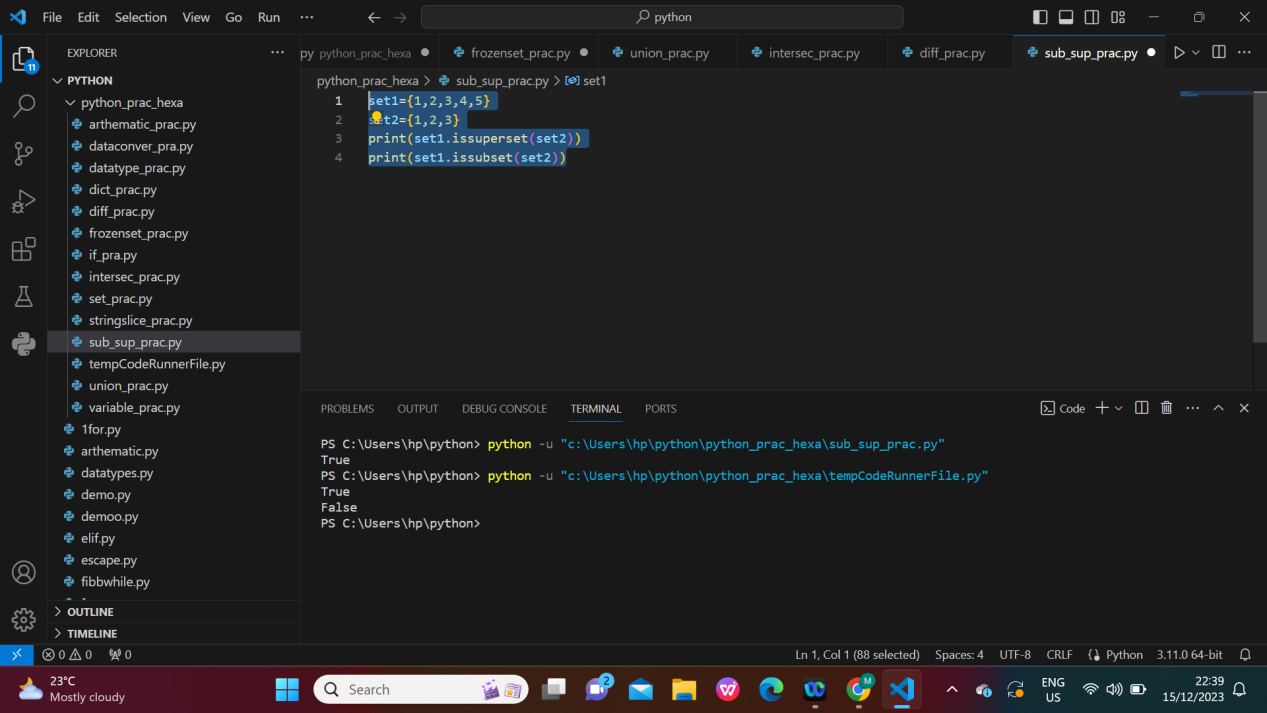 File Edit Selection View Go Run ··· python
EXPLORER ···
py python_prac_hexa frozenset_prac.py union_prac.py intersec_prac.py diff_prac.py sub_sup_prac.py ···
PYTHON
python_prac_hexa
arthematic_prac.py
dataconver_pra.py
datatype_prac.py
dict_prac.py
diff_prac.py
frozenset_prac.py
if_pra.py
intersec_prac.py
set_prac.py
stringslice_prac.py
sub_sup_prac.py
tempCodeRunnerFile.py
union_prac.py
variable_prac.py
1for.py
arthematic.py
datatypes.py
demo.py
demoo.py
elif.py
escape.py
fibbwhile.py
OUTLINE
TIMELINE
11
python_prac_hexa > sub_sup_prac.py > set1
1 set1={1,2,3,4,5}
2 set2={1,2,3}
3 print(set1.issuperset(set2))
4 print(set1.issubset(set2))
PROBLEMS OUTPUT DEBUG CONSOLE TERMINAL PORTS Code ···
PS C:\Users\hp\python> python -u "c:\Users\hp\python\python_prac_hexa\sub_sup_prac.py"
True
PS C:\Users\hp\python> python -u "c:\Users\hp\python\python_prac_hexa\tempCodeRunnerFile.py"
True
False
PS C:\Users\hp\python>
0 0 0 Ln 1, Col 1 (88 selected) Spaces: 4 UTF-8 CRLF Python 3.11.0 64-bit
23°C
Mostly cloudy
Search
2
M
ENG
US
22:39
15/12/2023